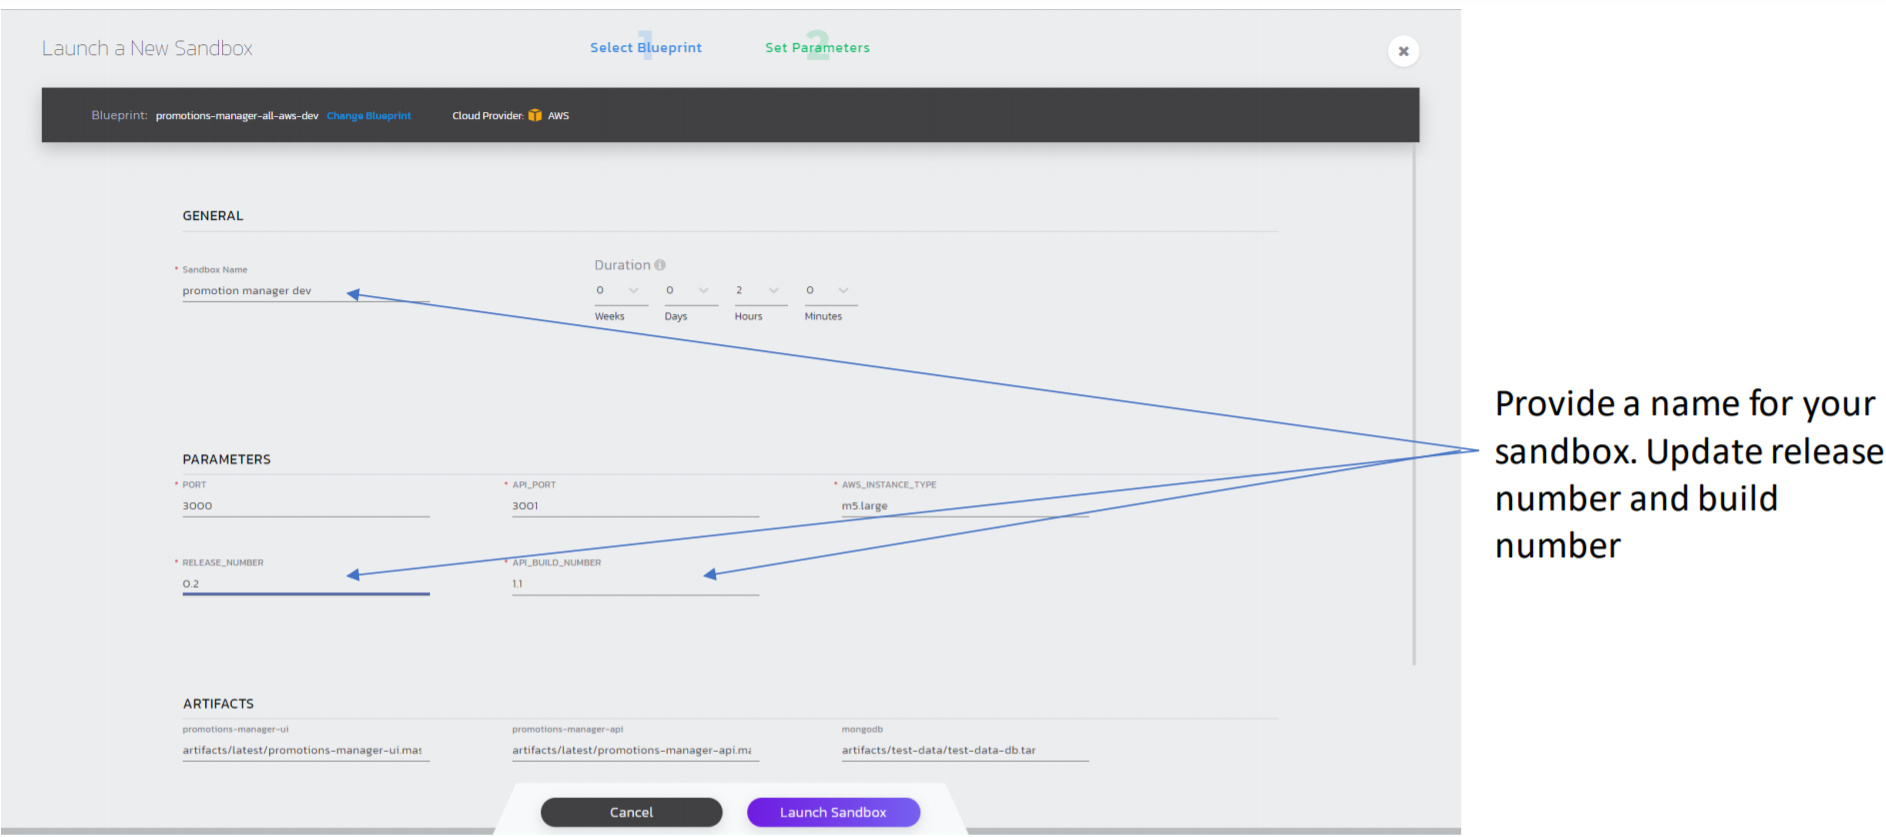 Launch a New Sandbox
1
Select Blueprint
2
Set Parameters
Blueprint: promotions-manager-all-aws-dev Change Blueprint Cloud Provider: AWS
GENERAL
* Sandbox Name
promotion manager dev
Duration
0 0 2 0
Weeks Days Hours Minutes
PARAMETERS
* PORT * API_PORT * AWS_INSTANCE_TYPE
3000 3001 m5.large
* RELEASE_NUMBER * API_BUILD_NUMBER
0.2 1.1
ARTIFACTS
promotions-manager-ui promotions-manager-api mongodb
artifacts/latest/promotions-manager-ui.mas artifacts/latest/promotions-manager-api.ma artifacts/test-data/test-data-db.tar
Cancel Launch Sandbox
Provide a name for your
sandbox. Update release
number and build
number